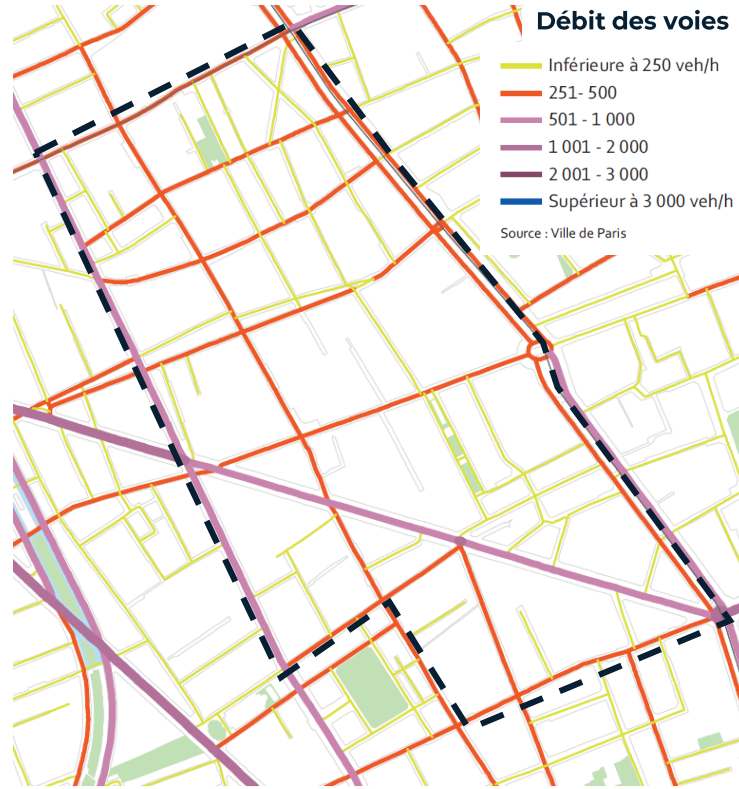 Débit des voies
Inférieure à 250 veh/h
251- 500
501 - 1 000
1 001 - 2 000
2 001 - 3 000
Supérieur à 3 000 veh/h
Source : Ville de Paris